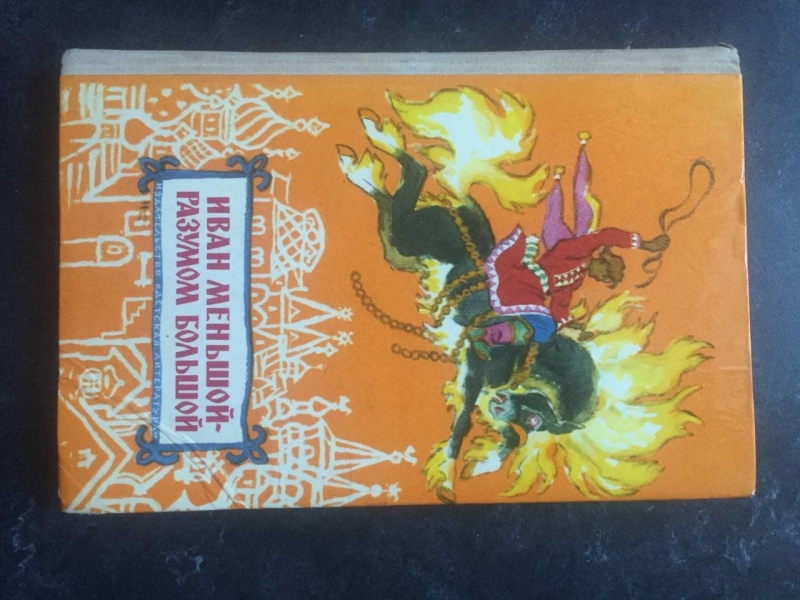 ИВАН МЕНЬШОЙ-
РАЗУМОМ БОЛЬШОЙ
ИЗДАТЕЛЬСТВО «ДЕТСКАЯ ЛИТЕРАТУРА»